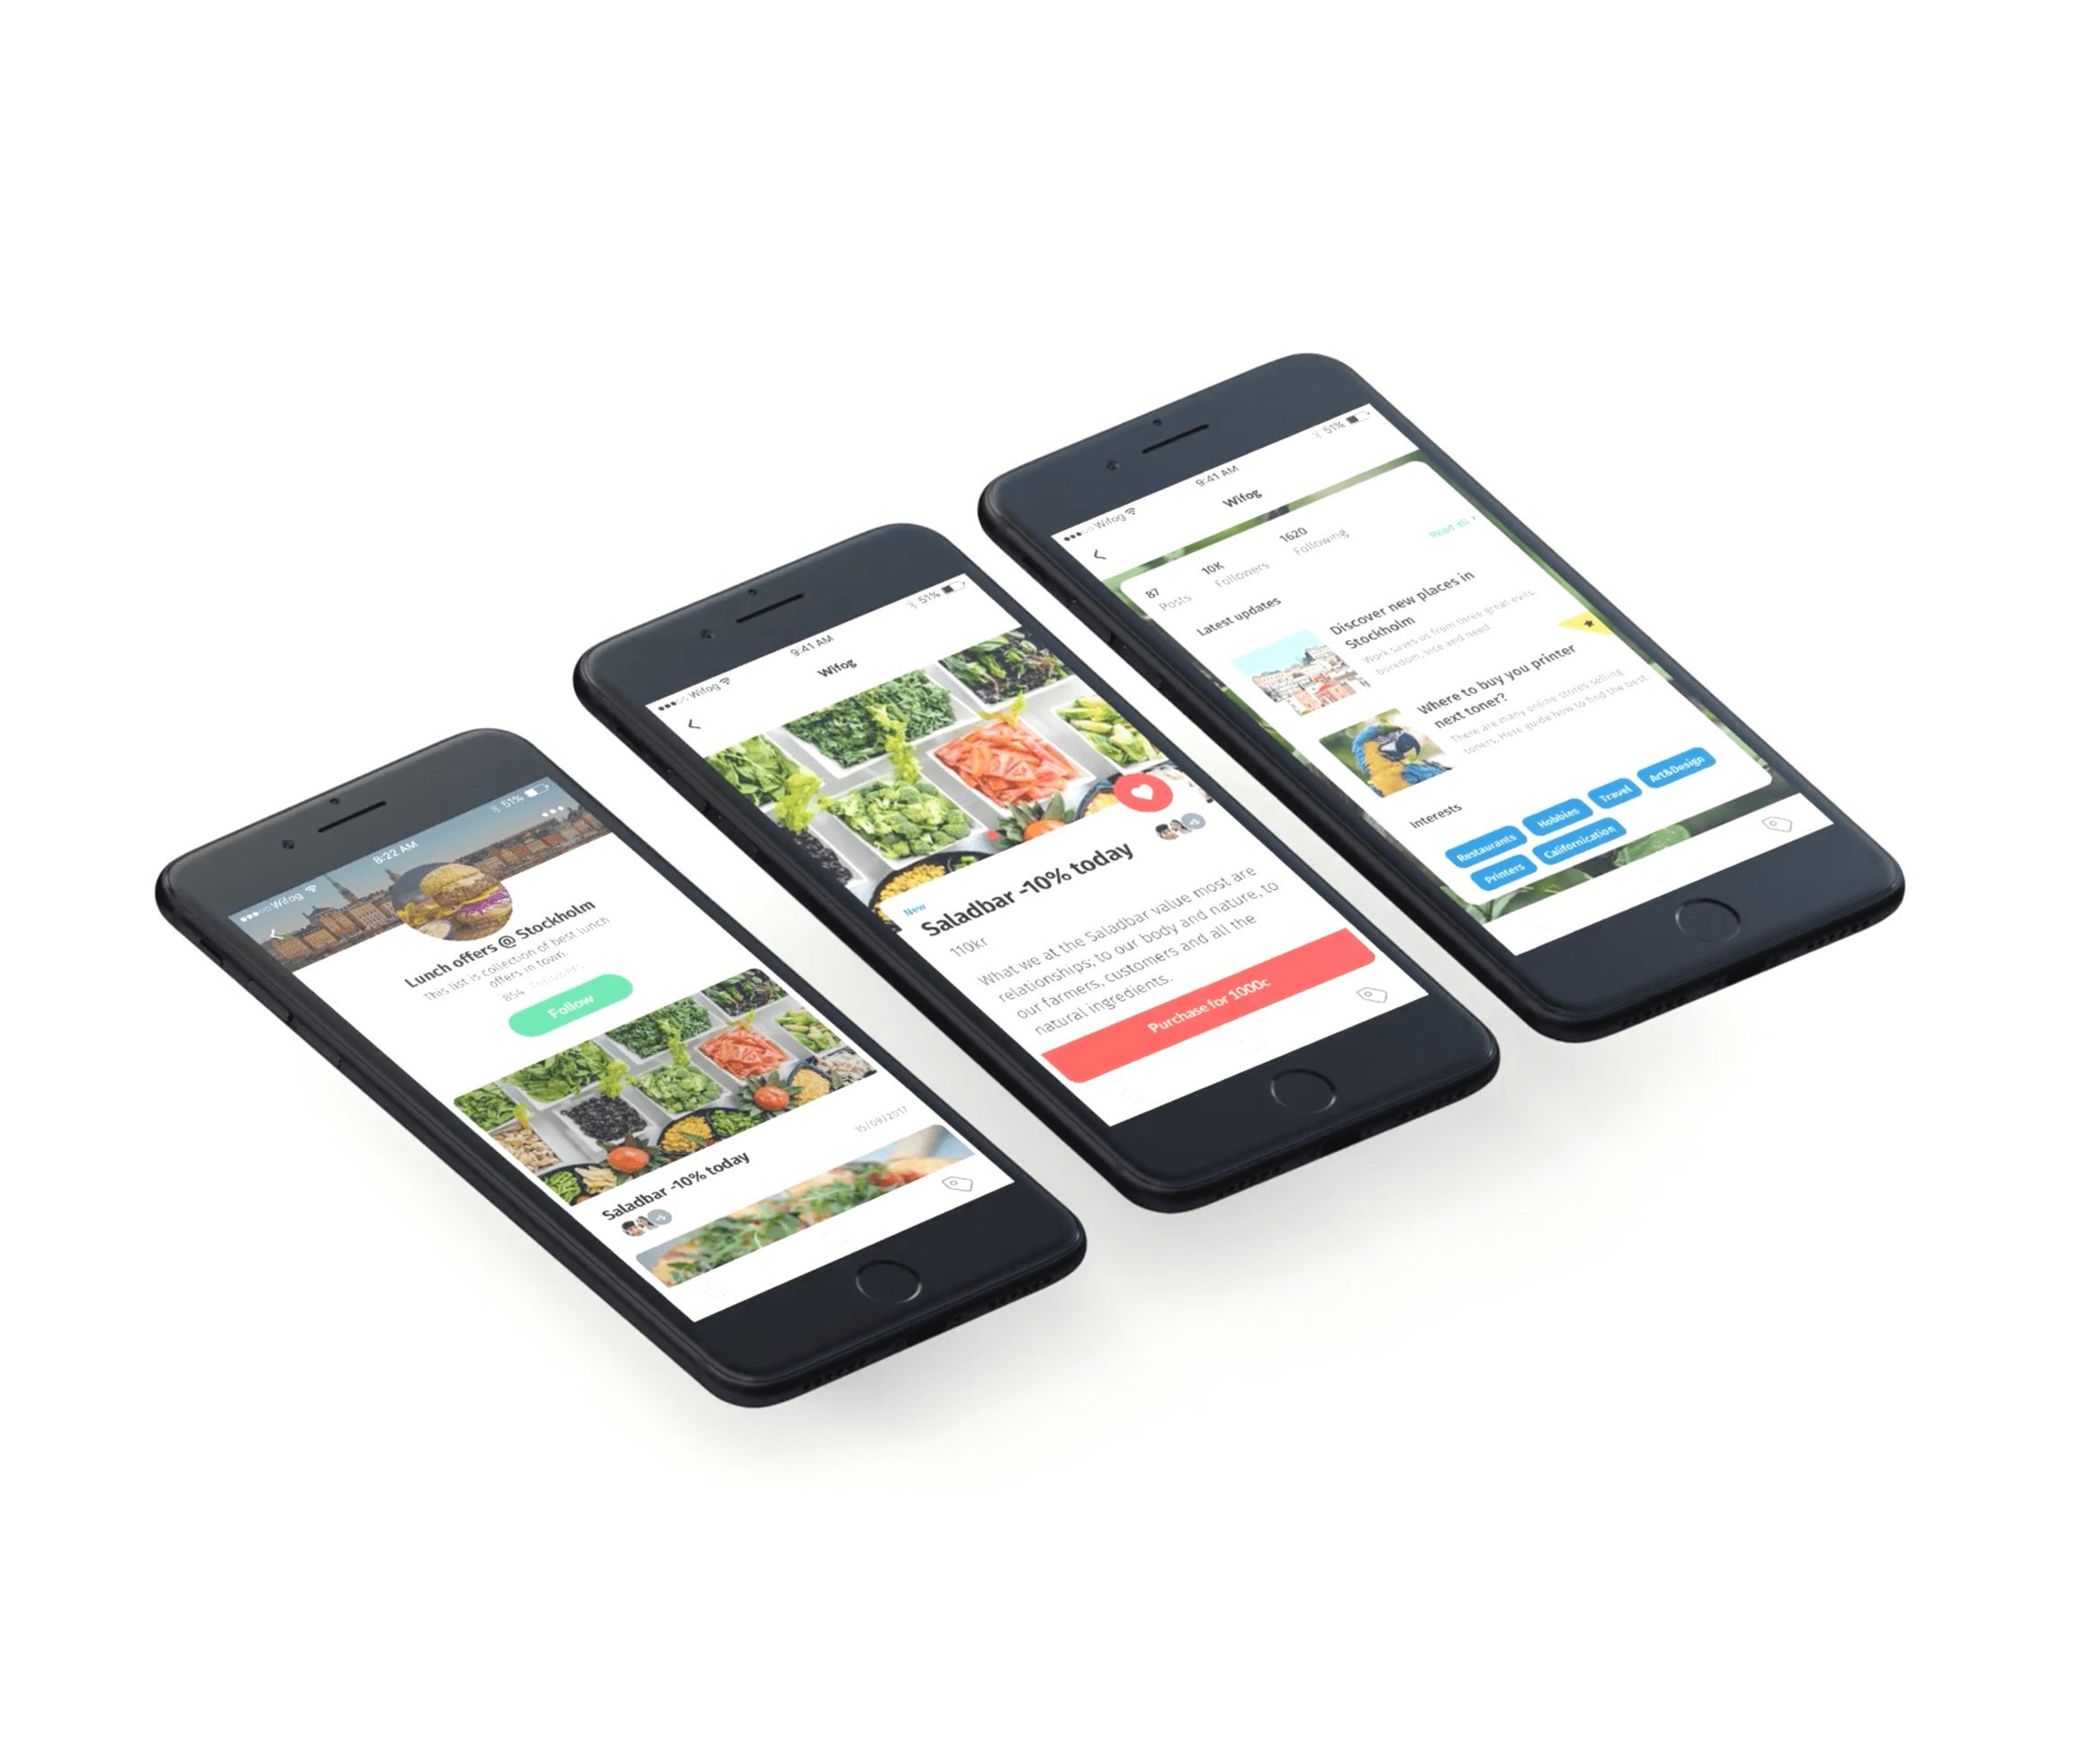 Wifog
8:22 AM
51%
Lunch offers @ Stockholm
This list is collection of best lunch
offers in town.
854 Followers
Follow
15/09/2017
Saladbar -10% today
+5
Wifog
9:41 AM
51%
Wifog
+5
New
Saladbar -10% today
110kr
What we at the Saladbar value most are
relationships; to our body and nature, to
our farmers, customers and all the
natural ingredients.
Purchase for 1000c
Wifog
9:41 AM
51%
Wifog
87
Posts
10K
Followers
1620
Following
Latest updates
Read all
Discover new places in
Stockholm
Work saves us from three great evils,
boredom, vice and need
Where to buy you printer
next toner?
There are many online stores selling
toners. Here guide how to find the best.
Interests
Restaurants
Hobbies
Travel
Art&Design
Printers
Californication